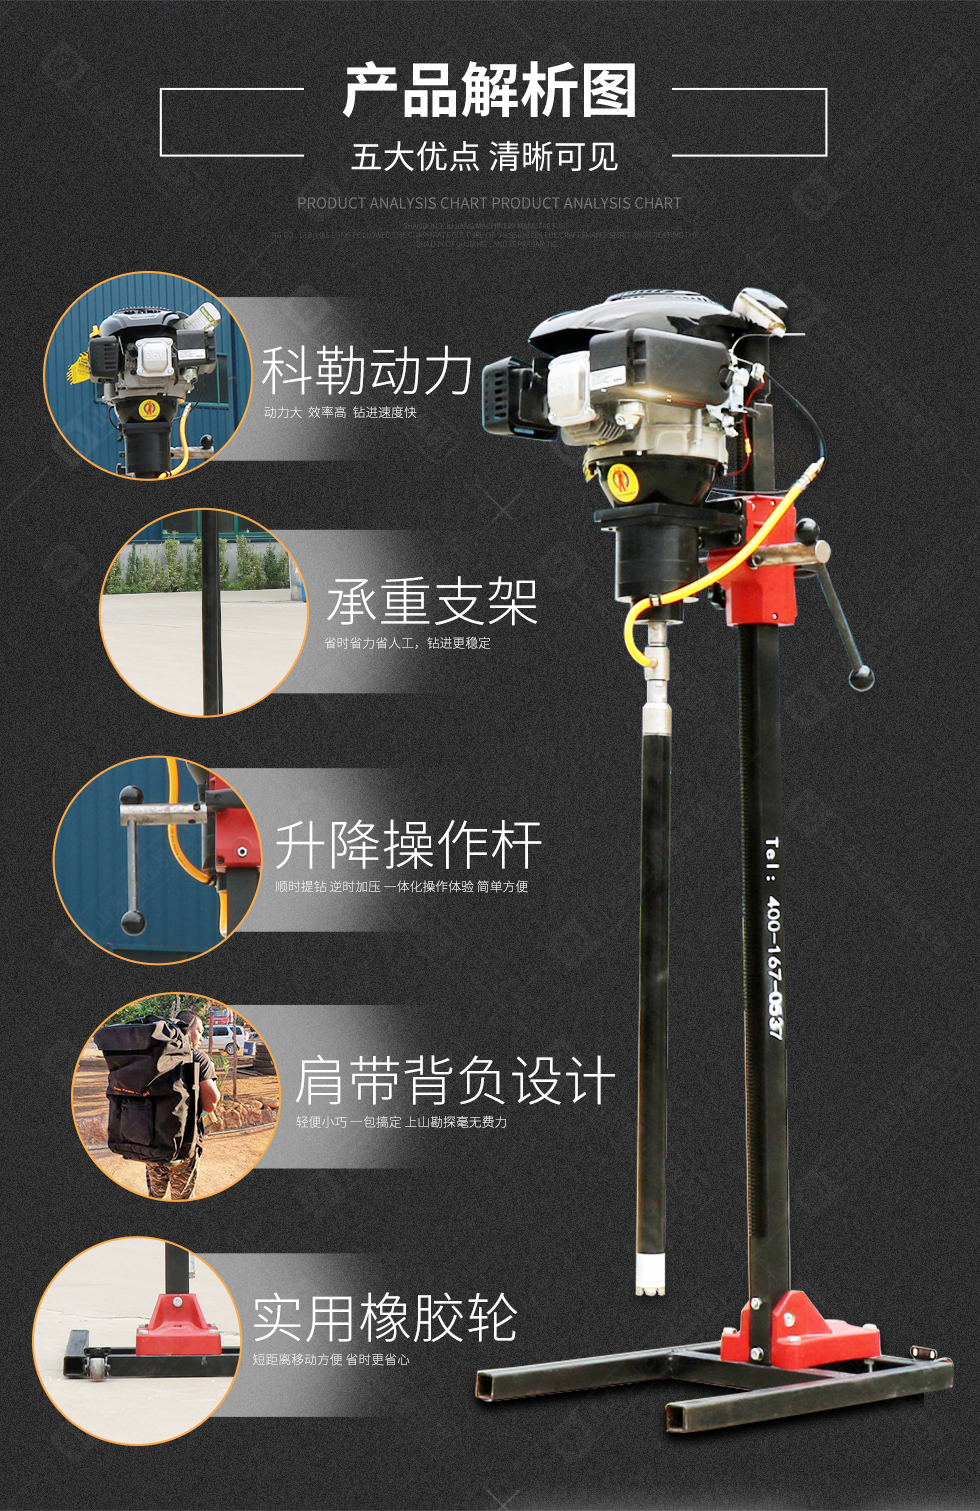 产品解析图
五大优点 清晰可见
PRODUCT ANALYSIS CHART PRODUCT ANALYSIS CHART
科勒动力
动力大 效率高 钻进速度快
承重支架
省时省力省人工，钻进更稳定
升降操作杆
顺时提钻 逆时加压 一体化操作体验 简单方便
Tel: 400-167-0537
肩带背负设计
轻便小巧 一包搞定 上山勘探毫无费力
实用橡胶轮
短距离移动方便 省时更省心